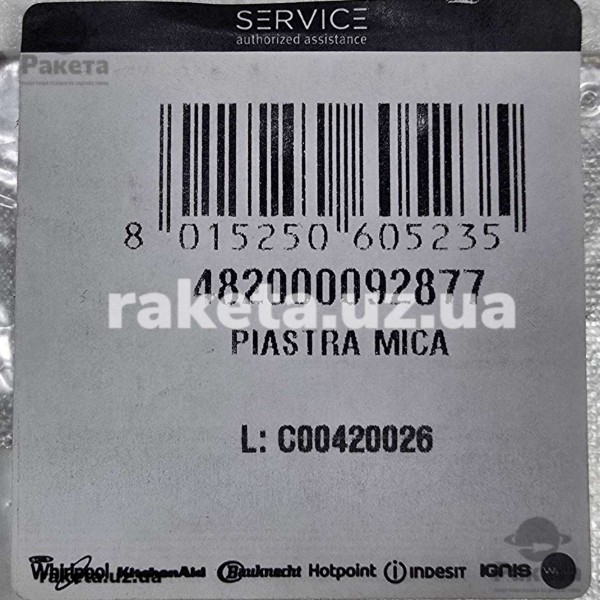 SERVICE
authorized assistance
Ракета
8 015250 605235
482000092877
raketa.uz.ua
PIASTRA MICA
L: C00420026
Whirlpool KitchenAid Bauknecht Hotpoint indesit IGNIS
raketa.uz.ua